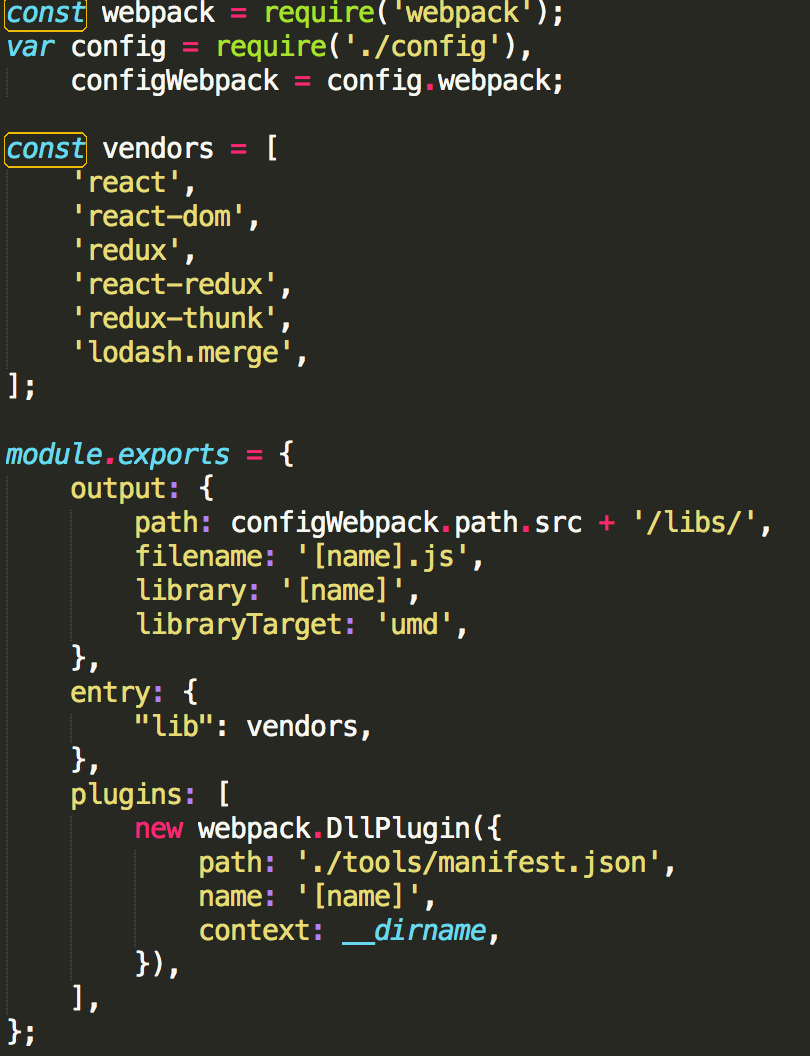 const webpack = require('webpack');
var config = require('./config'),
    configWebpack = config.webpack;

const vendors = [
    'react',
    'react-dom',
    'redux',
    'react-redux',
    'redux-thunk',
    'lodash.merge',
];

module.exports = {
    output: {
        path: configWebpack.path.src + '/libs/',
        filename: '[name].js',
        library: '[name]',
        libraryTarget: 'umd',
    },
    entry: {
        "lib": vendors,
    },
    plugins: [
        new webpack.DllPlugin({
            path: './tools/manifest.json',
            name: '[name]',
            context: __dirname,
        }),
    ],
};